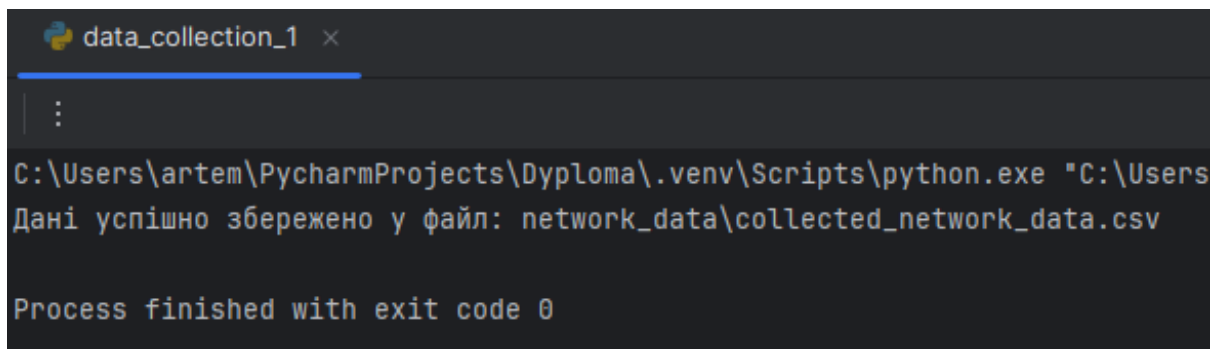 data_collection_1
C:\Users\artem\PycharmProjects\Dyploma\.venv\Scripts\python.exe "C:\Users
Дані успішно збережено у файл: network_data\collected_network_data.csv
Process finished with exit code 0